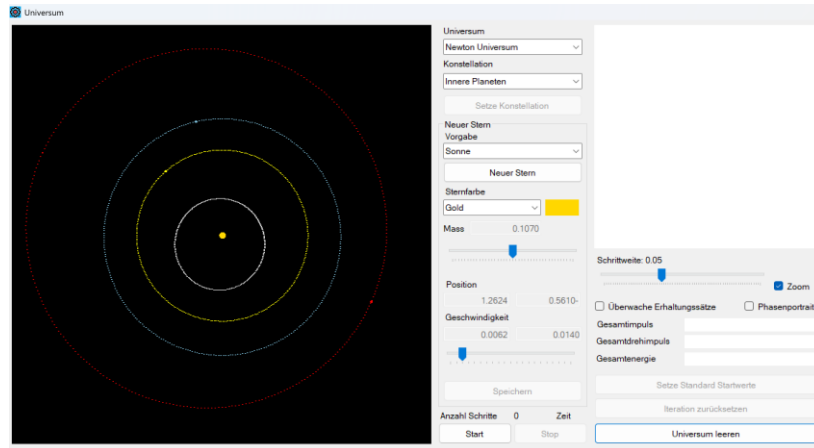 Universum
Universum
Newton Universum
Konstellation
Innere Planeten
Setze Konstellation
Neuer Stern
Vorgabe
Sonne
Neuer Stern
Sternfarbe
Gold
Mass 0.1070
Position
1.2624 0.5610-
Geschwindigkeit
0.0062 0.0140
Speichern
Anzahl Schritte 0 Zeit
Start Stop
Schrittweite: 0.05
Zoom
Überwache Erhaltungssätze Phasenportrait
Gesamtimpuls
Gesamtdrehimpuls
Gesamtenergie
Setze Standard Startwerte
Iteration zurücksetzen
Universum leeren